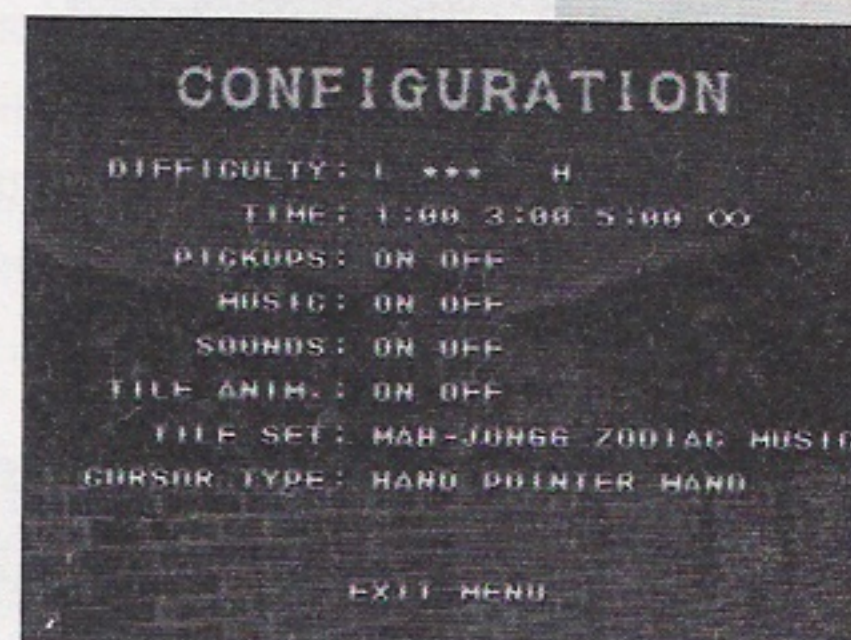 CONFIGURATION
DIFFICULTY: L *** H
TIME: 1:00 3:00 5:00 ∞
PICKUPS: ON OFF
MUSIC: ON OFF
SOUNDS: ON OFF
TILE ANIM.: ON OFF
TILE SET: MAH-JONGG ZODIAC MUSIC
CURSOR TYPE: HAND POINTER HAND
EXIT MENU